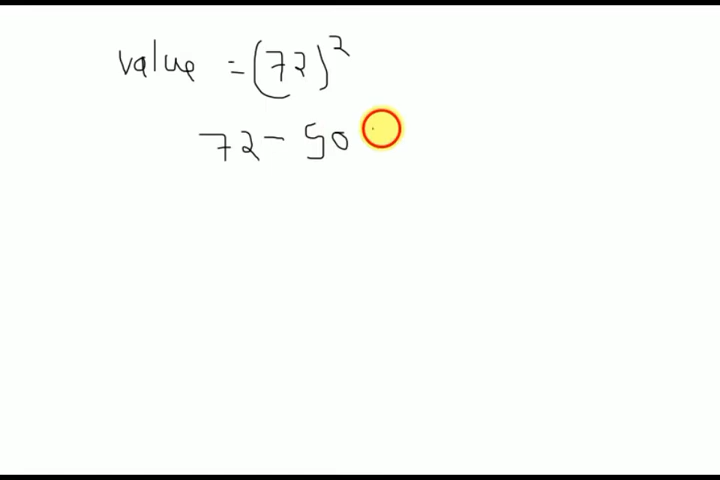 value = (72)²
72 - 50